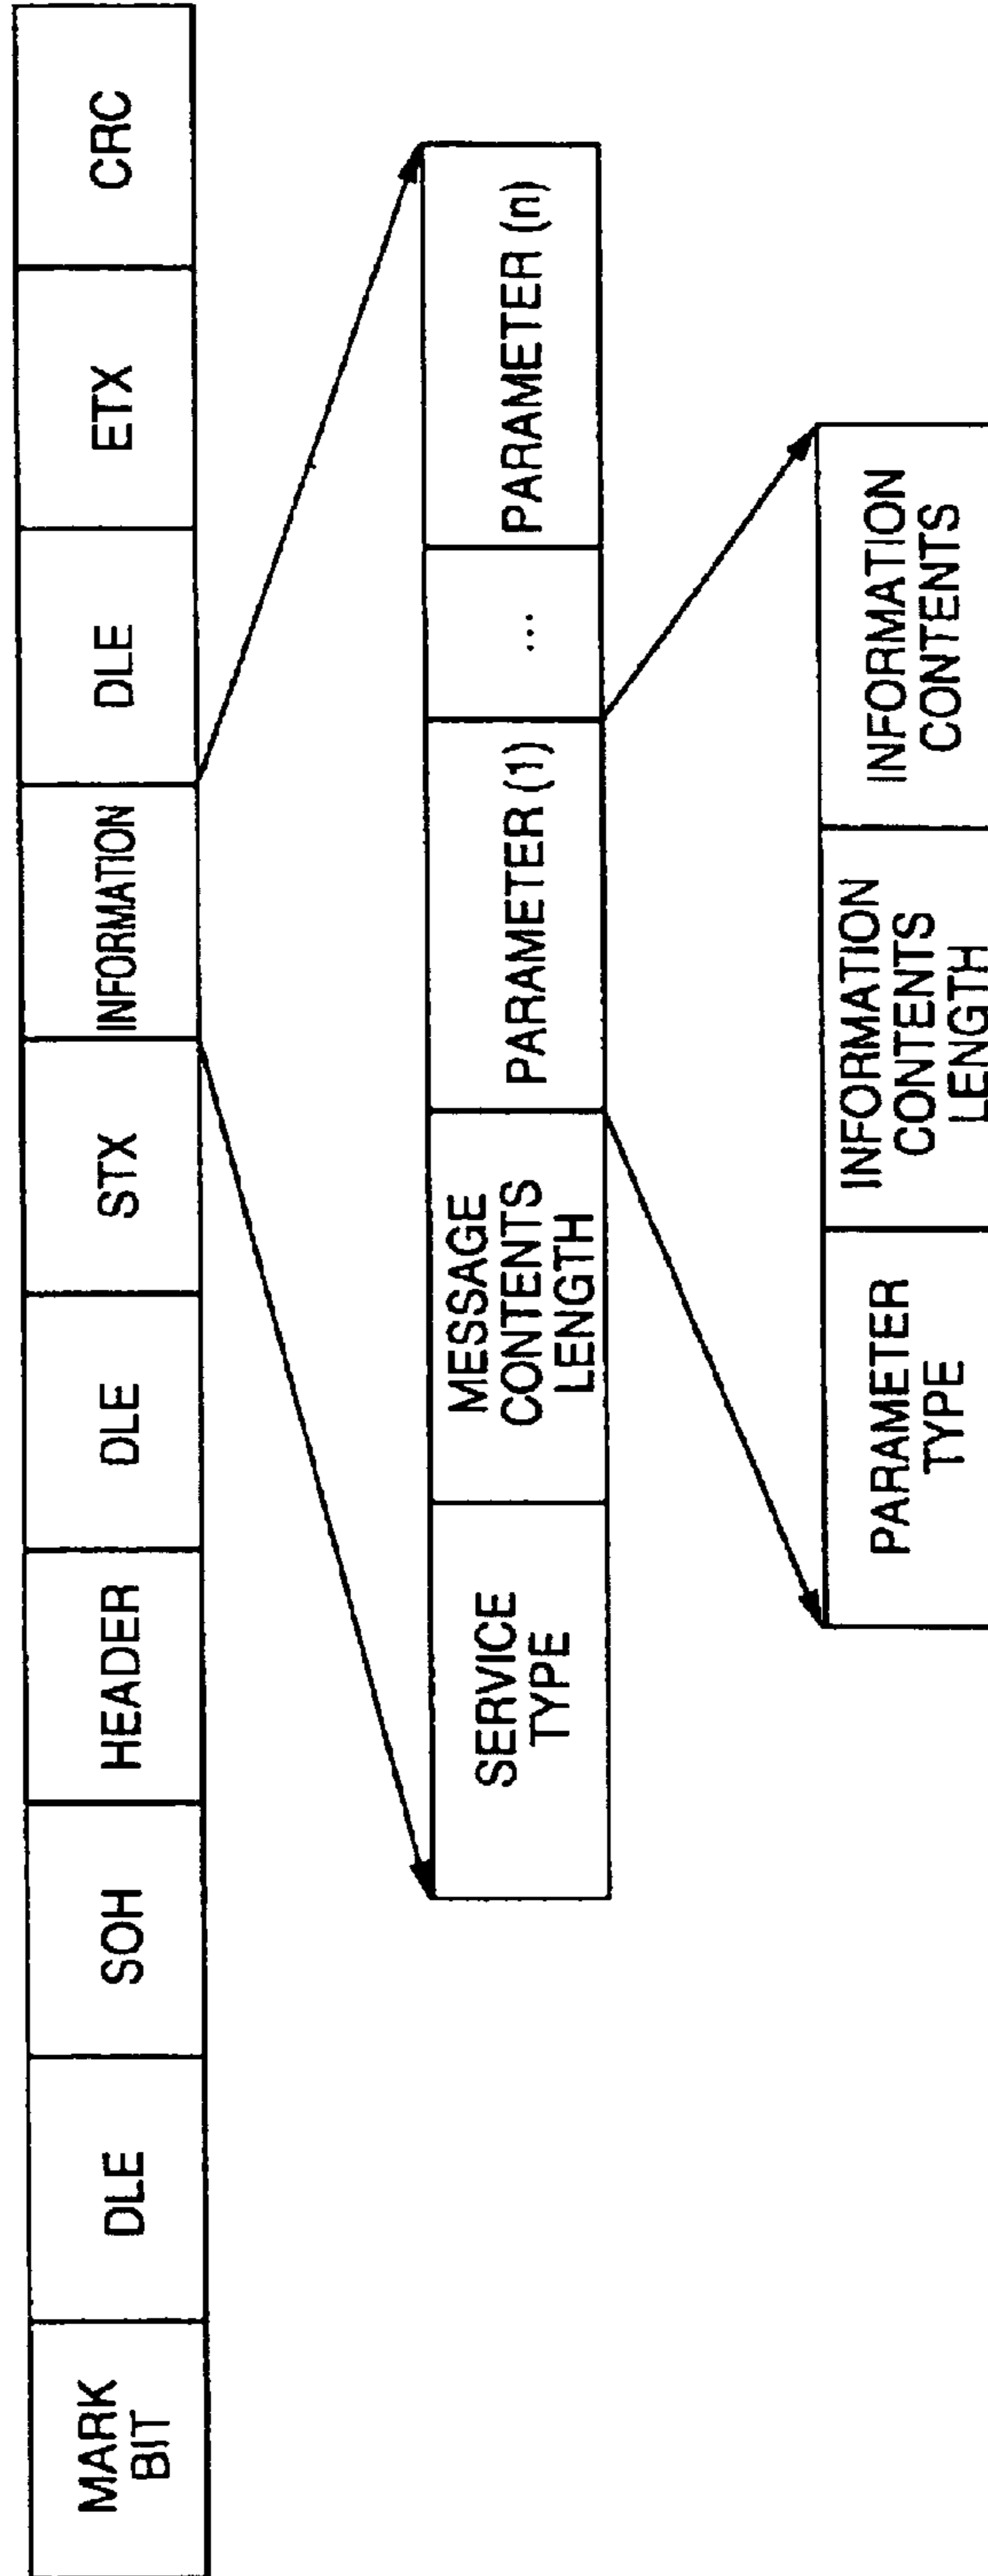 MARK
BIT
DLE
SOH
HEADER
DLE
STX
INFORMATION
DLE
ETX
CRC
SERVICE
TYPE
MESSAGE
CONTENTS
LENGTH
PARAMETER (1)
...
PARAMETER (n)
PARAMETER
TYPE
INFORMATION
CONTENTS
LENGTH
INFORMATION
CONTENTS